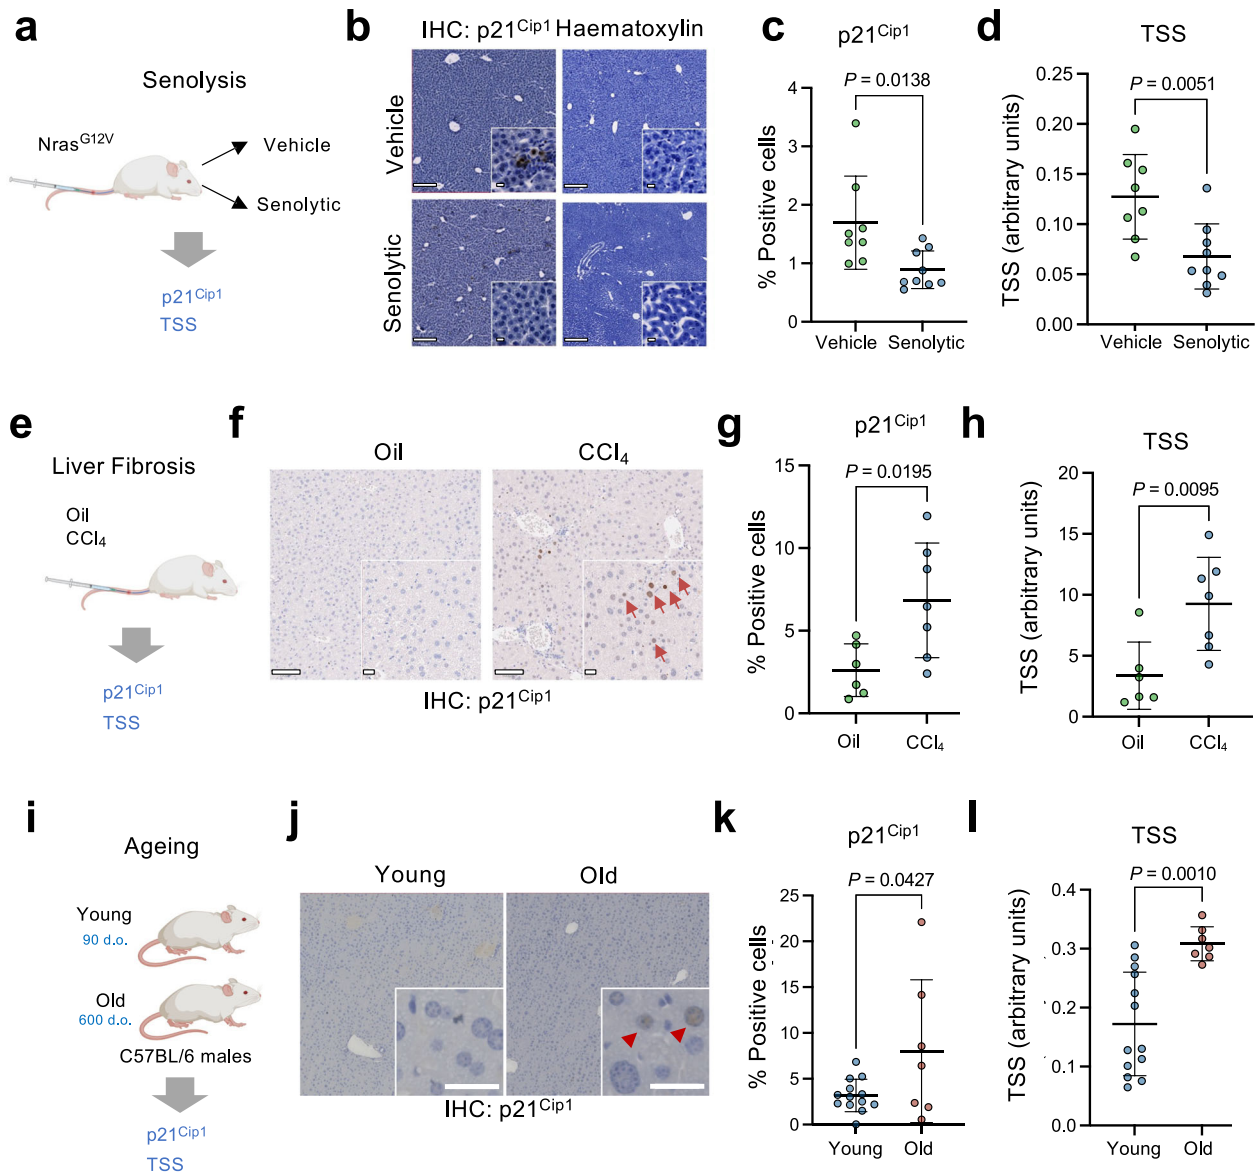 a
Senolysis
Nras^G12V
Vehicle
Senolytic
p21^Cip1
TSS
b
IHC: p21^Cip1 Haematoxylin
Vehicle
Senolytic
c
p21^Cip1
P = 0.0138
% Positive cells
4
3
2
1
0
Vehicle Senolytic
d
TSS
P = 0.0051
TSS (arbitrary units)
0.25
0.20
0.15
0.10
0.05
0.00
Vehicle Senolytic
e
Liver Fibrosis
Oil
CCl₄
p21^Cip1
TSS
f
Oil CCl₄
IHC: p21^Cip1
g
p21^Cip1
P = 0.0195
% Positive cells
15
10
5
0
Oil CCl₄
h
TSS
P = 0.0095
TSS (arbitrary units)
20
15
10
5
0
Oil CCl₄
i
Ageing
Young
90 d.o.
Old
600 d.o.
C57BL/6 males
p21^Cip1
TSS
j
Young Old
IHC: p21^Cip1
k
p21^Cip1
P = 0.0427
% Positive cells
25
20
15
10
5
0
Young Old
l
TSS
P = 0.0010
TSS (arbitrary units)
0.4
0.3
0.2
0.1
0.0
Young Old